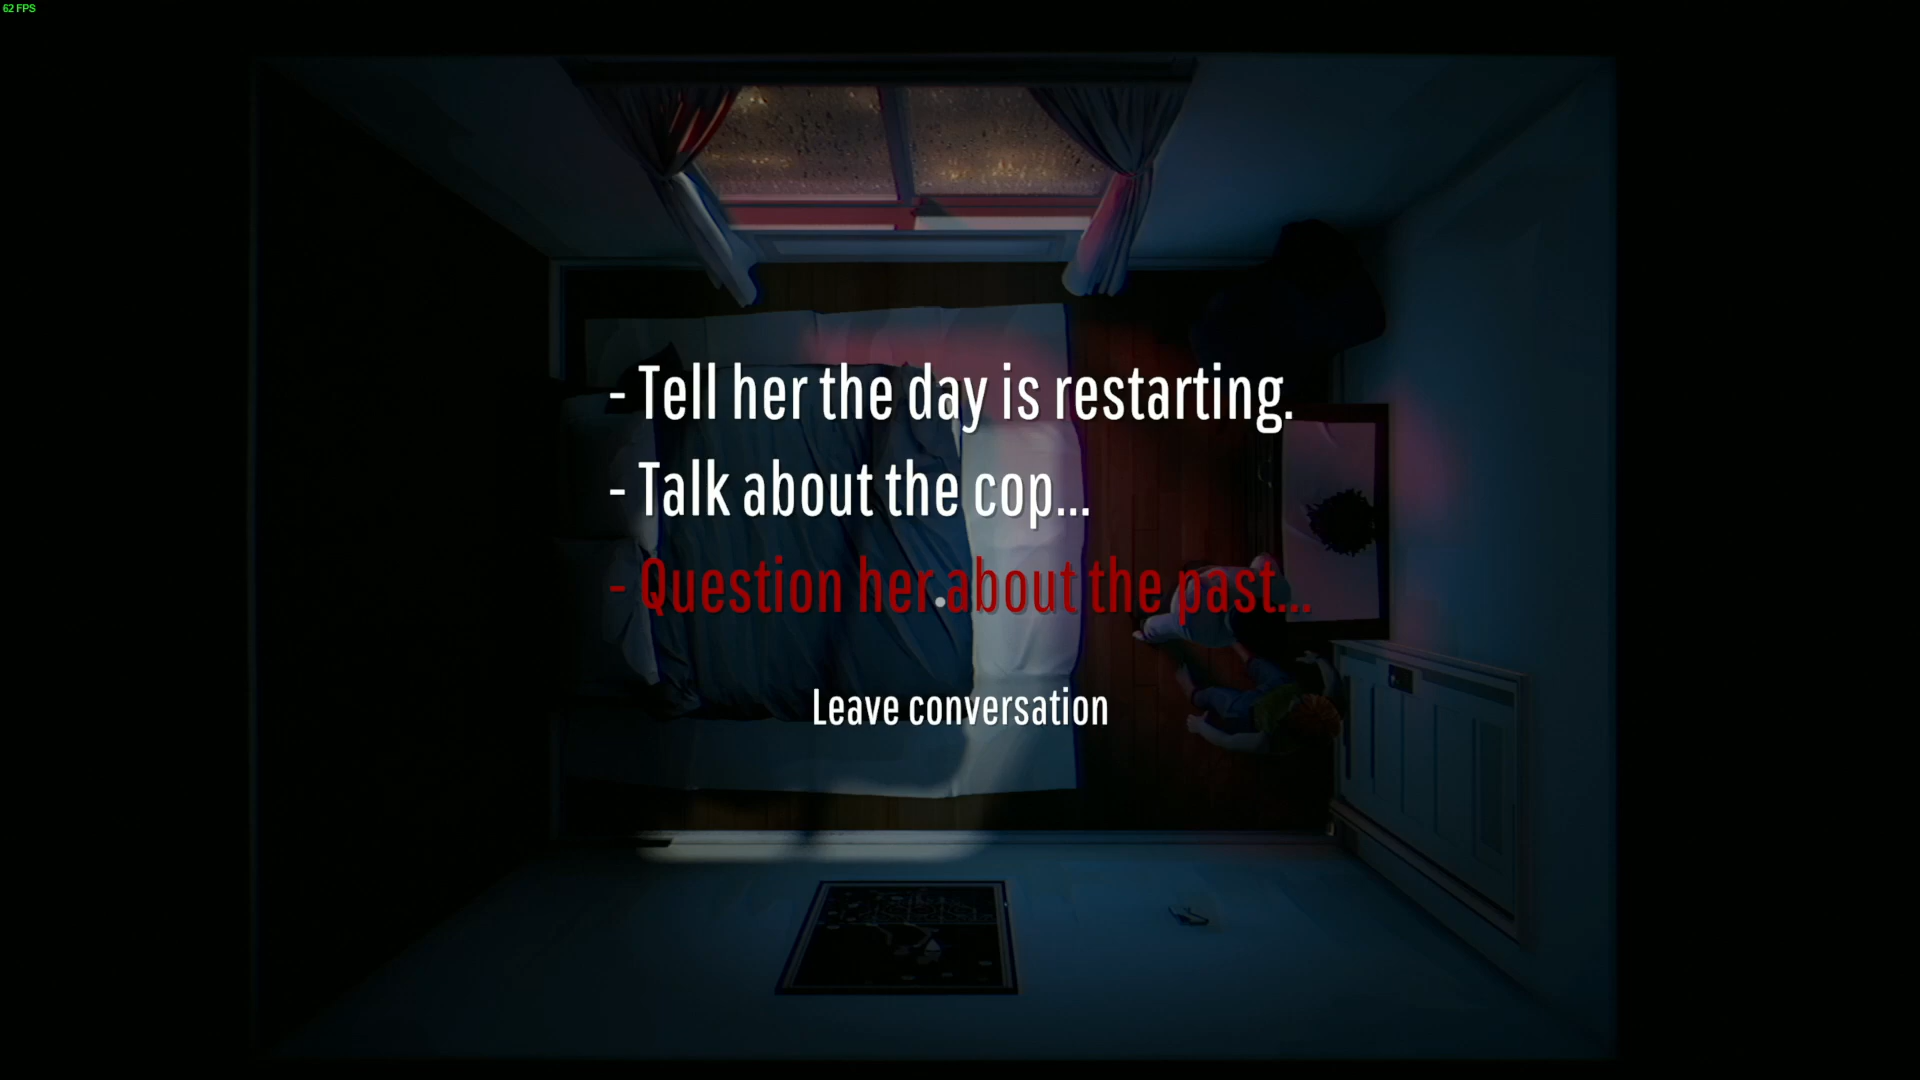 62 FPS
- Tell her the day is restarting.
- Talk about the cop...
- Question her about the past...
Leave conversation